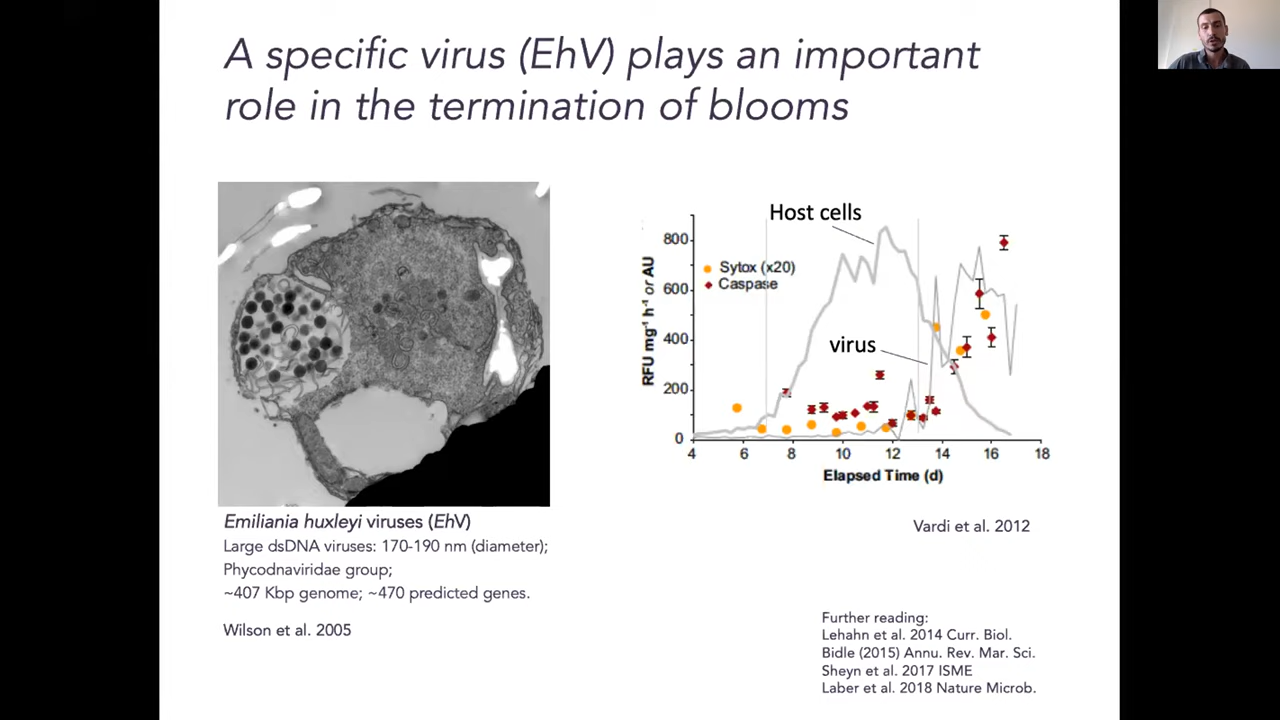 A specific virus (EhV) plays an important
role in the termination of blooms
Host cells
Sytox (x20)
Caspase
virus
RFU mg⁻¹ h⁻¹ or AU
800
600
400
200
0
4 6 8 10 12 14 16 18
Elapsed Time (d)
Emiliania huxleyi viruses (EhV)
Large dsDNA viruses: 170-190 nm (diameter);
Phycodnaviridae group;
~407 Kbp genome; ~470 predicted genes.
Wilson et al. 2005
Vardi et al. 2012
Further reading:
Lehahn et al. 2014 Curr. Biol.
Bidle (2015) Annu. Rev. Mar. Sci.
Sheyn et al. 2017 ISME
Laber et al. 2018 Nature Microb.